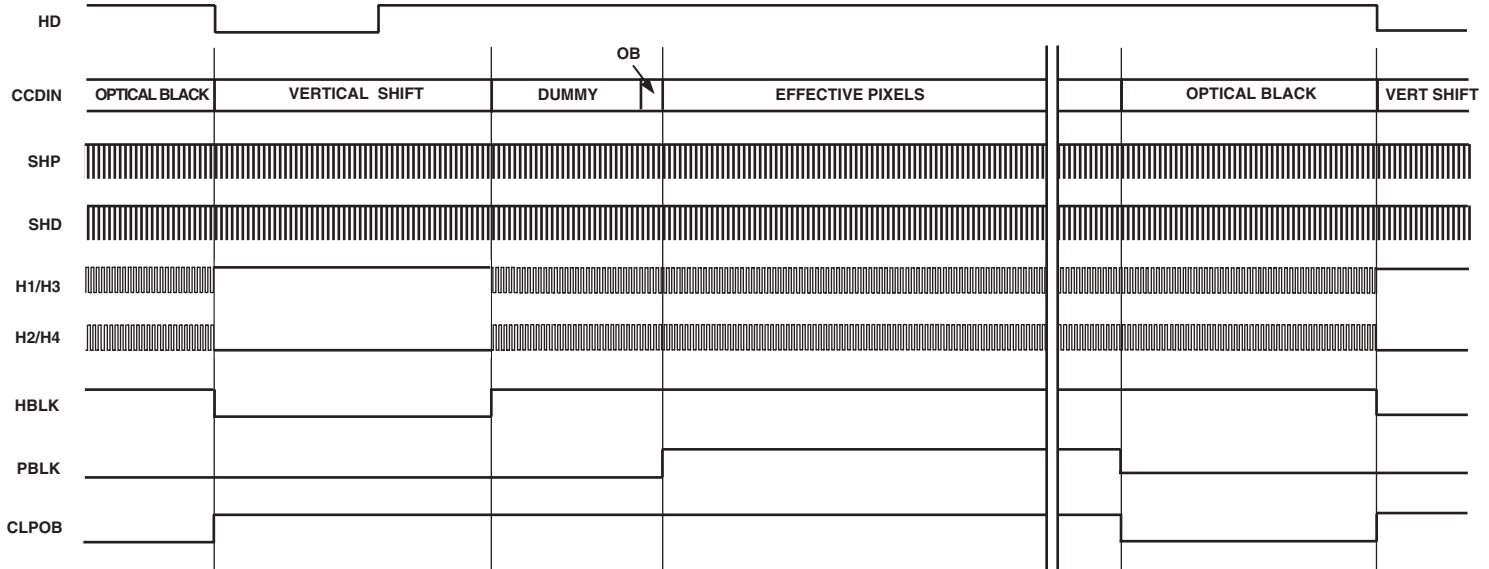 HD
OB
CCDIN OPTICAL BLACK VERTICAL SHIFT DUMMY EFFECTIVE PIXELS OPTICAL BLACK VERT SHIFT
SHP
SHD
H1/H3
H2/H4
HBLK
PBLK
CLPOB